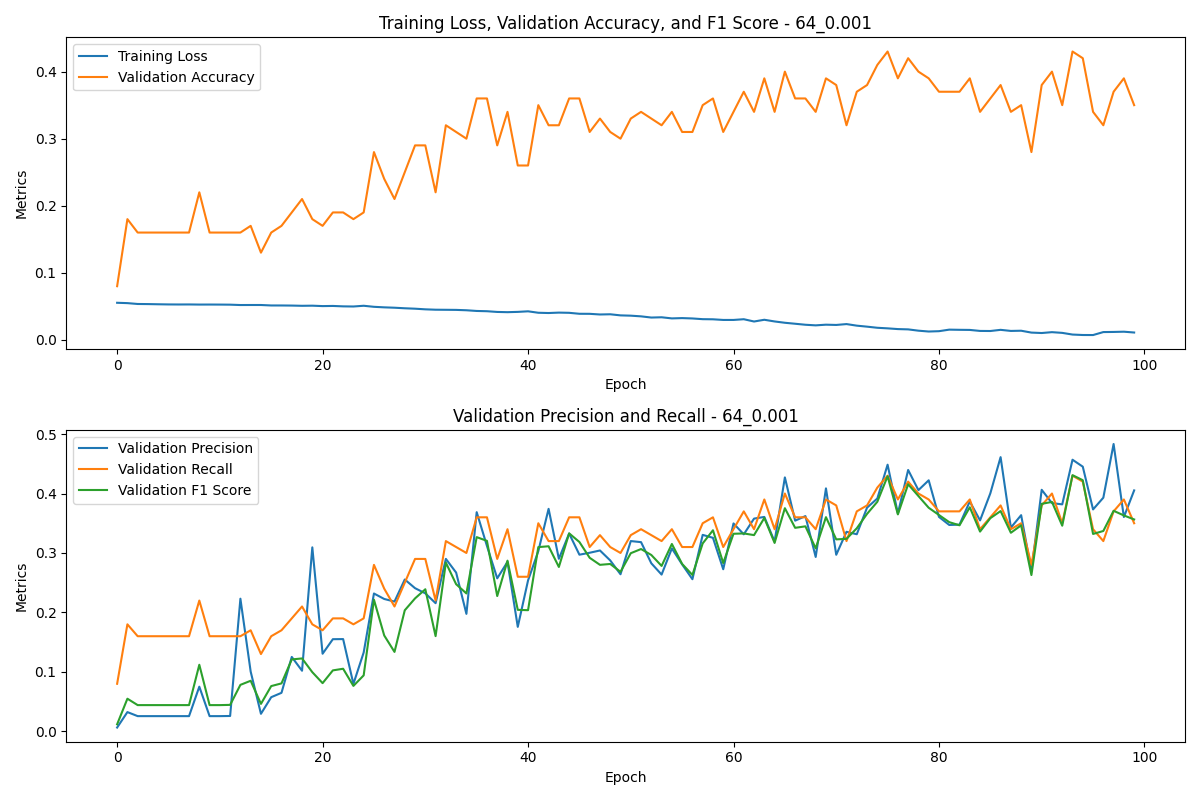 Training Loss, Validation Accuracy, and F1 Score - 64_0.001
Training Loss
Validation Accuracy
Metrics
0.4
0.3
0.2
0.1
0.0
0 20 40 60 80 100
Epoch
Validation Precision and Recall - 64_0.001
Validation Precision
Validation Recall
Validation F1 Score
Metrics
0.5
0.4
0.3
0.2
0.1
0.0
0 20 40 60 80 100
Epoch